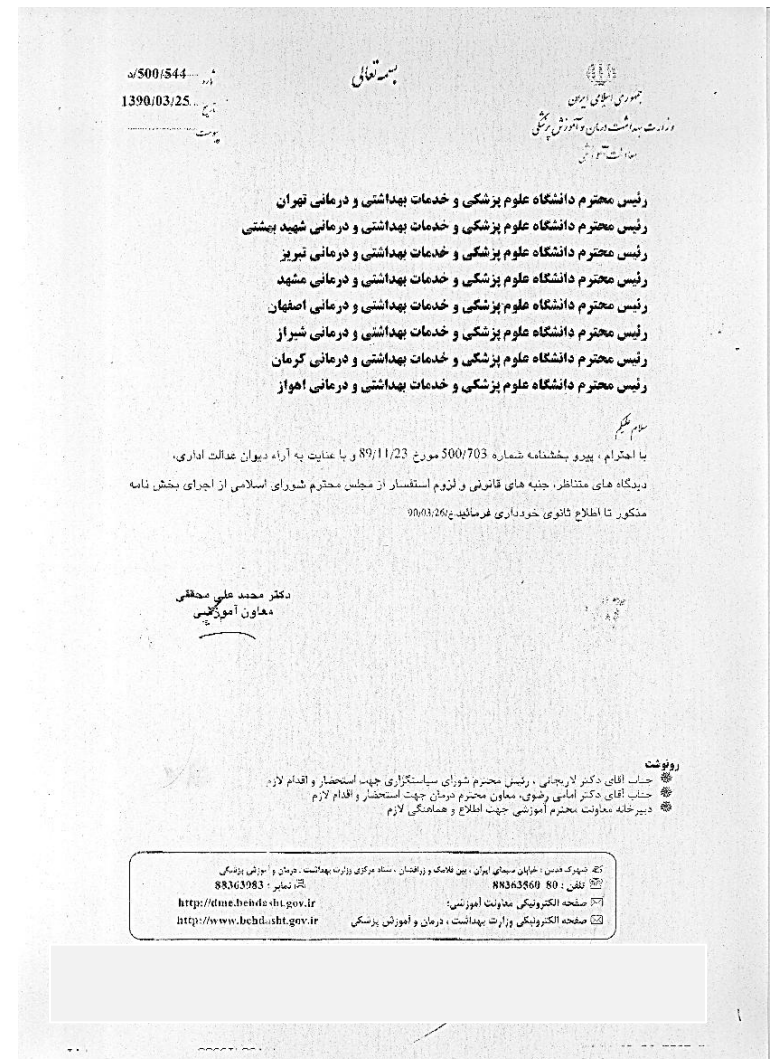 بسمه تعالی
جمهوری اسلامی ایران
وزارت بهداشت درمان و آموزش پزشکی
معاونت آموزشی
شماره 500/544/د
تاریخ 1390/03/25
پیوست
رئیس محترم دانشگاه علوم پزشکی و خدمات بهداشتی و درمانی تهران
رئیس محترم دانشگاه علوم پزشکی و خدمات بهداشتی و درمانی شهید بهشتی
رئیس محترم دانشگاه علوم پزشکی و خدمات بهداشتی و درمانی تبریز
رئیس محترم دانشگاه علوم پزشکی و خدمات بهداشتی و درمانی مشهد
رئیس محترم دانشگاه علوم پزشکی و خدمات بهداشتی و درمانی اصفهان
رئیس محترم دانشگاه علوم پزشکی و خدمات بهداشتی و درمانی شیراز
رئیس محترم دانشگاه علوم پزشکی و خدمات بهداشتی و درمانی کرمان
رئیس محترم دانشگاه علوم پزشکی و خدمات بهداشتی و درمانی اهواز
سلام علیکم
با احترام ، پیرو بخشنامه شماره 500/703 مورخ 89/11/23 و با عنایت به آراء دیوان عدالت اداری،
دیدگاه های متناظر، جنبه های قانونی و لزوم استفسار از مجلس محترم شورای اسلامی از اجرای بخش نامه
مذکور تا اطلاع ثانوی خودداری فرمائید.ع/90/03/26
دکتر محمد علی محققی
معاون آموزشی
رونوشت
جناب آقای دکتر لاریجانی ، رئیس محترم شورای سیاستگزاری جهت استحضار و اقدام لازم
جناب آقای دکتر امامی رضوی، معاون محترم درمان جهت استحضار و اقدام لازم
دبیرخانه معاونت محترم آموزشی جهت اطلاع و هماهنگی لازم
شهرک قدس ، خیابان سیمای ایران ، بین فلامک و زرافشان ، ستاد مرکزی وزارت بهداشت ، درمان و آموزش پزشکی
تلفن : 80 88363560 نمابر : 88363983
صفحه الکترونیکی معاونت آموزشی: http://dme.behdasht.gov.ir
صفحه الکترونیکی وزارت بهداشت ، درمان و آموزش پزشکی http://www.behdasht.gov.ir